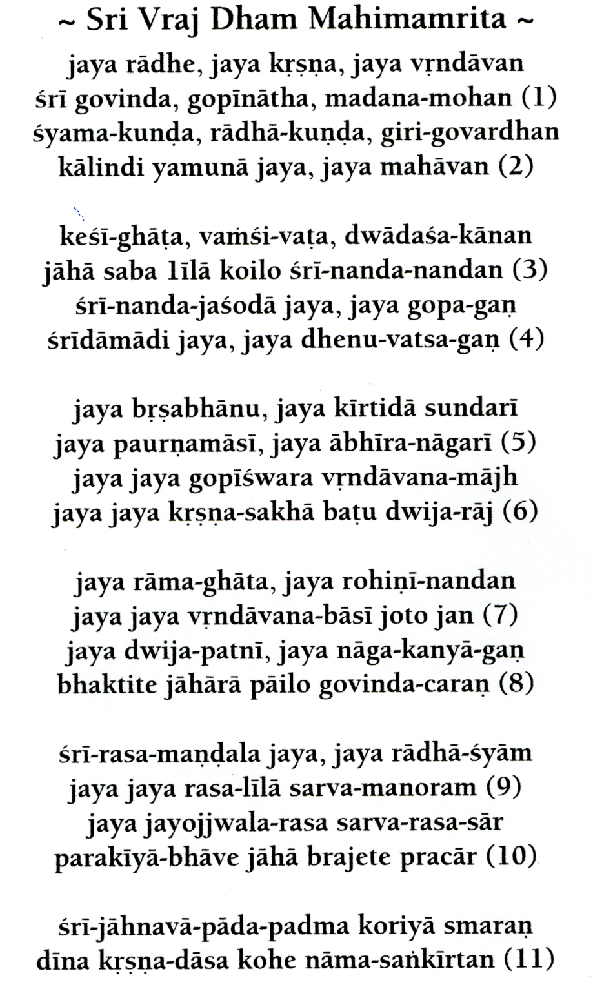 ~ Sri Vraj Dham Mahimamrita ~
jaya rādhe, jaya kṛṣṇa, jaya vṛndāvan
śrī govinda, gopīnātha, madana-mohan (1)
śyama-kunḍa, rādhā-kuṇḍa, giri-govardhan
kālindi yamunā jaya, jaya mahāvan (2)
keśī-ghāṭa, vaṁśi-vaṭa, dwādaśa-kānan
jāhā saba līlā koilo śrī-nanda-nandan (3)
śrī-nanda-jaśodā jaya, jaya gopa-gaṇ
śrīdāmādi jaya, jaya dhenu-vatsa-gaṇ (4)
jaya bṛṣabhānu, jaya kīrtidā sundarī
jaya paurṇamāsī, jaya ābhīra-nāgarī (5)
jaya jaya gopīśwara vṛndāvana-mājh
jaya jaya kṛṣṇa-sakhā baṭu dwija-rāj (6)
jaya rāma-ghāta, jaya rohiṇī-nandan
jaya jaya vṛndāvana-bāsī joto jan (7)
jaya dwija-patnī, jaya nāga-kanyā-gaṇ
bhaktite jāhārā pāilo govinda-caraṇ (8)
śrī-rasa-maṇḍala jaya, jaya rādhā-śyām
jaya jaya rasa-līlā sarva-manoram (9)
jaya jayojjwala-rasa sarva-rasa-sār
parakīyā-bhāve jāhā brajete pracār (10)
śrī-jāhnavā-pāda-padma koriyā smaraṇ
dīna kṛṣṇa-dāsa kohe nāma-saṅkīrtan (11)